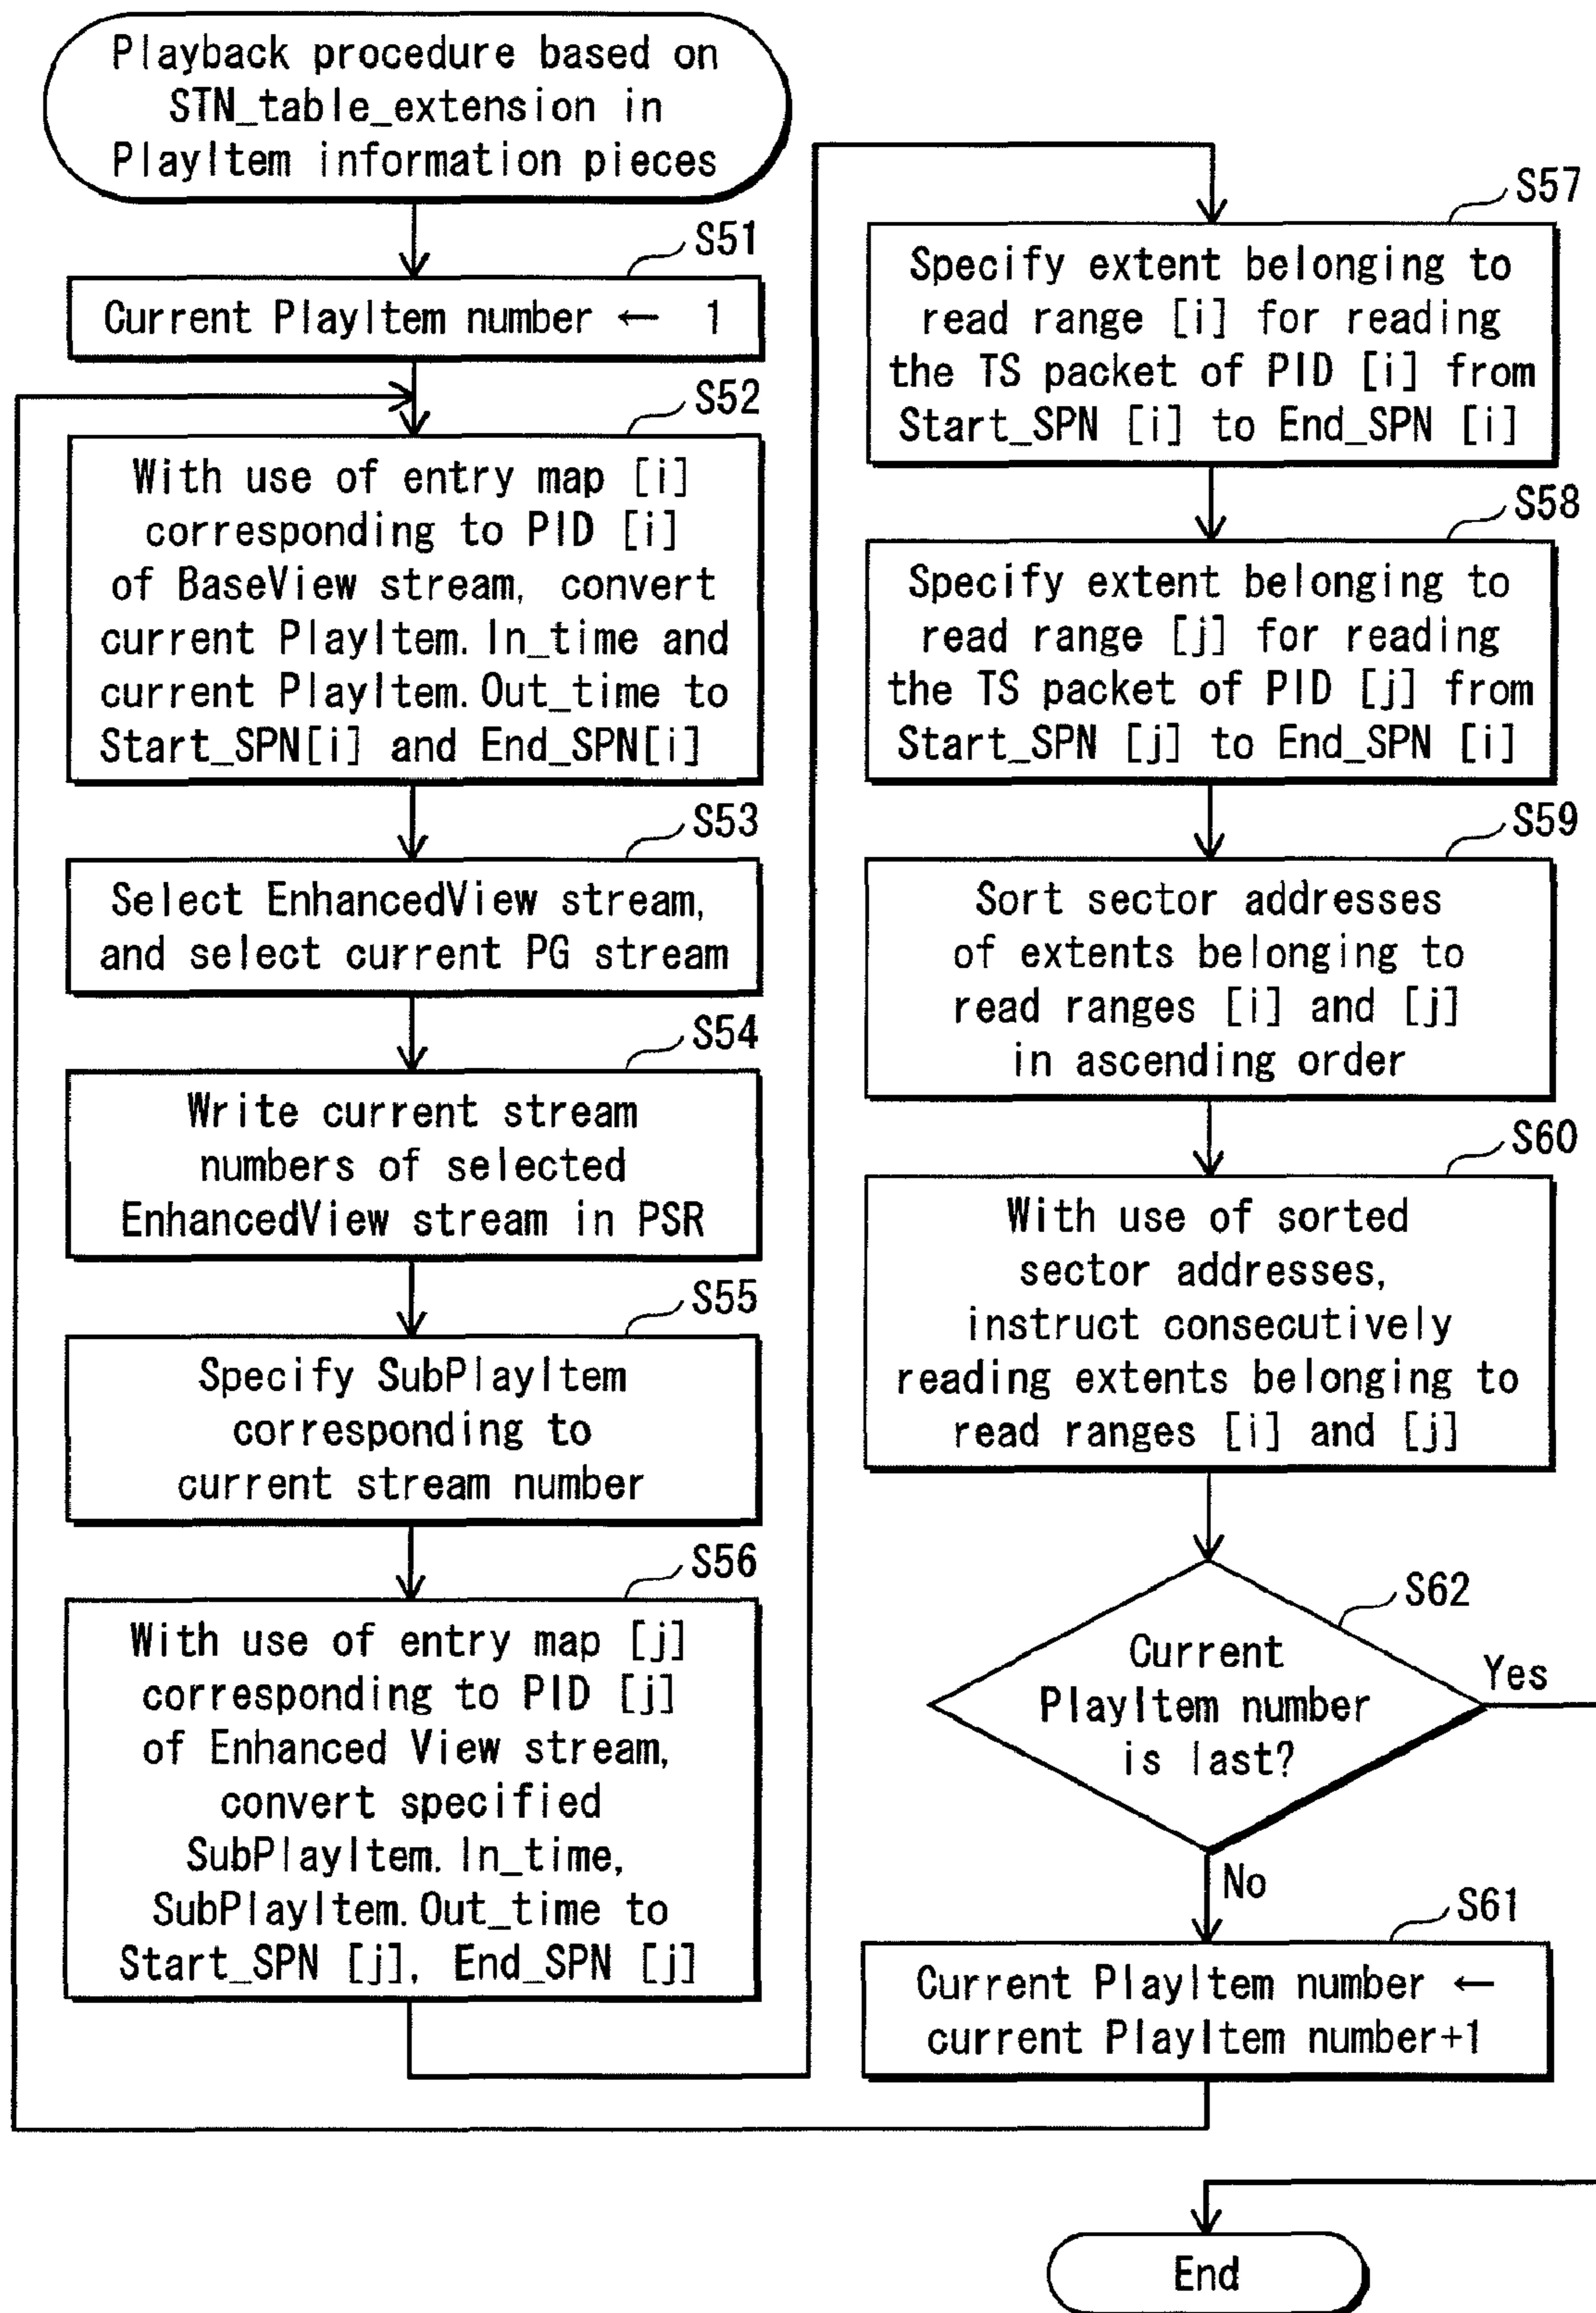 Playback procedure based on
STN_table_extension in
PlayItem information pieces
S51
Current PlayItem number ← 1
S52
With use of entry map [i]
corresponding to PID [i]
of BaseView stream, convert
current PlayItem. In_time and
current PlayItem. Out_time to
Start_SPN[i] and End_SPN[i]
S53
Select EnhancedView stream,
and select current PG stream
S54
Write current stream
numbers of selected
EnhancedView stream in PSR
S55
Specify SubPlayItem
corresponding to
current stream number
S56
With use of entry map [j]
corresponding to PID [j]
of Enhanced View stream,
convert specified
SubPlayItem. In_time,
SubPlayItem. Out_time to
Start_SPN [j], End_SPN [j]
S57
Specify extent belonging to
read range [i] for reading
the TS packet of PID [i] from
Start_SPN [i] to End_SPN [i]
S58
Specify extent belonging to
read range [j] for reading
the TS packet of PID [j] from
Start_SPN [j] to End_SPN [i]
S59
Sort sector addresses
of extents belonging to
read ranges [i] and [j]
in ascending order
S60
With use of sorted
sector addresses,
instruct consecutively
reading extents belonging to
read ranges [i] and [j]
S62
Current
PlayItem number
is last?
Yes
No
S61
Current PlayItem number ←
current PlayItem number+1
End